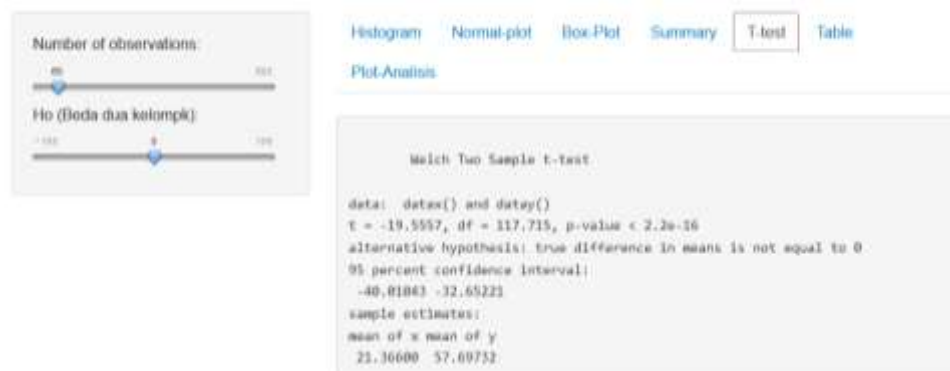 Number of observations:
Ho (Beda dua kelompk):
Histogram Normal-plot Box-Plot Summary T-test Table
Plot-Analisis
Welch Two Sample t-test
data: datax() and datay()
t = -19.5557, df = 117.715, p-value < 2.2e-16
alternative hypothesis: true difference in means is not equal to 0
95 percent confidence interval:
-40.01043 -32.65221
sample estimates:
mean of x mean of y
21.36600 57.69732